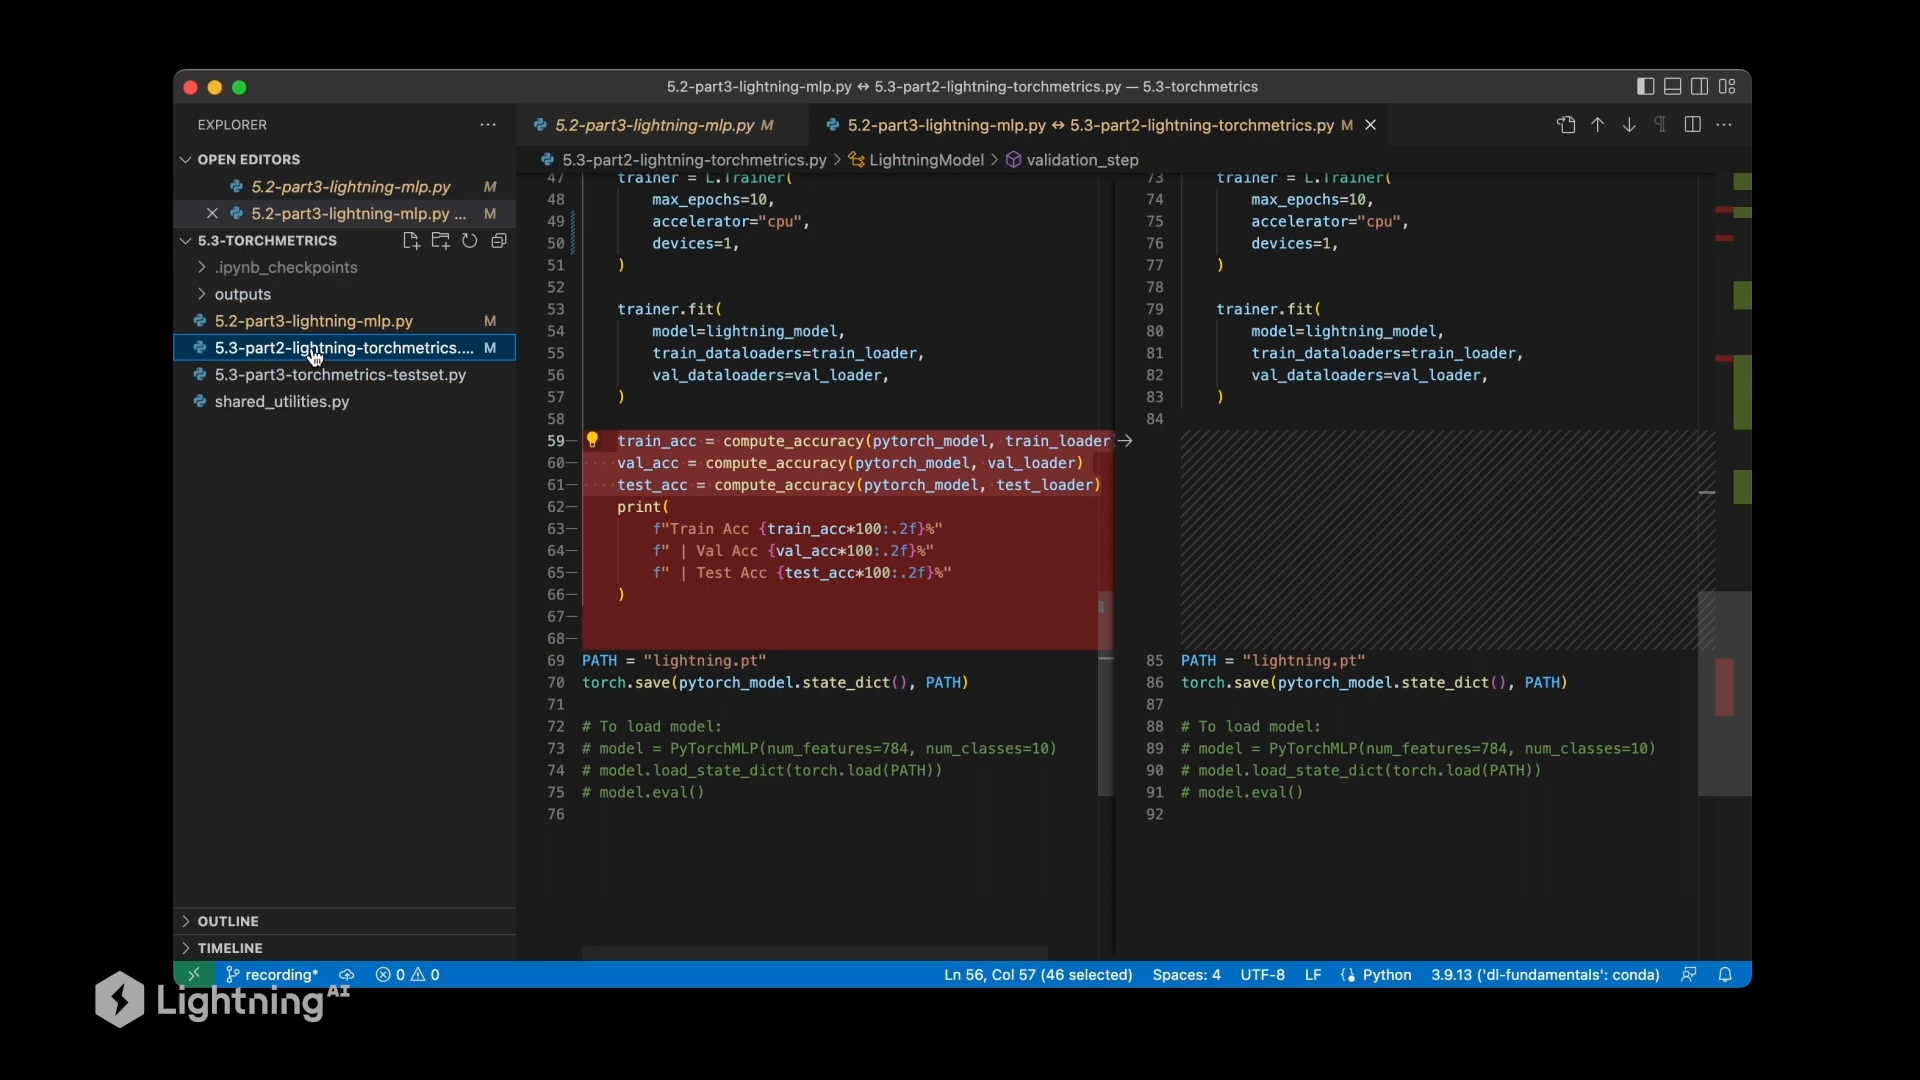 5.2-part3-lightning-mlp.py ↔ 5.3-part2-lightning-torchmetrics.py — 5.3-torchmetrics
EXPLORER
OPEN EDITORS
5.2-part3-lightning-mlp.py M
5.2-part3-lightning-mlp.py ... M
5.3-TORCHMETRICS
.ipynb_checkpoints
outputs
5.2-part3-lightning-mlp.py M
5.3-part2-lightning-torchmetrics.... M
5.3-part3-torchmetrics-testset.py
shared_utilities.py
OUTLINE
TIMELINE
5.2-part3-lightning-mlp.py M
5.2-part3-lightning-mlp.py ↔ 5.3-part2-lightning-torchmetrics.py M
5.3-part2-lightning-torchmetrics.py > LightningModel > validation_step
47 trainer = L.Trainer(
48 max_epochs=10,
49 accelerator="cpu",
50 devices=1,
51 )
52
53 trainer.fit(
54 model=lightning_model,
55 train_dataloaders=train_loader,
56 val_dataloaders=val_loader,
57 )
58
59— train_acc = compute_accuracy(pytorch_model, train_loader)
60— val_acc = compute_accuracy(pytorch_model, val_loader)
61— test_acc = compute_accuracy(pytorch_model, test_loader)
62— print(
63— f"Train Acc {train_acc*100:.2f}%"
64— f" | Val Acc {val_acc*100:.2f}%"
65— f" | Test Acc {test_acc*100:.2f}%"
66— )
67—
68—
69 PATH = "lightning.pt"
70 torch.save(pytorch_model.state_dict(), PATH)
71
72 # To load model:
73 # model = PyTorchMLP(num_features=784, num_classes=10)
74 # model.load_state_dict(torch.load(PATH))
75 # model.eval()
76
73 trainer = L.Trainer(
74 max_epochs=10,
75 accelerator="cpu",
76 devices=1,
77 )
78
79 trainer.fit(
80 model=lightning_model,
81 train_dataloaders=train_loader,
82 val_dataloaders=val_loader,
83 )
84
85 PATH = "lightning.pt"
86 torch.save(pytorch_model.state_dict(), PATH)
87
88 # To load model:
89 # model = PyTorchMLP(num_features=784, num_classes=10)
90 # model.load_state_dict(torch.load(PATH))
91 # model.eval()
92
recording* 0 0 Ln 56, Col 57 (46 selected) Spaces: 4 UTF-8 LF Python 3.9.13 ('dl-fundamentals': conda)
Lightning AI